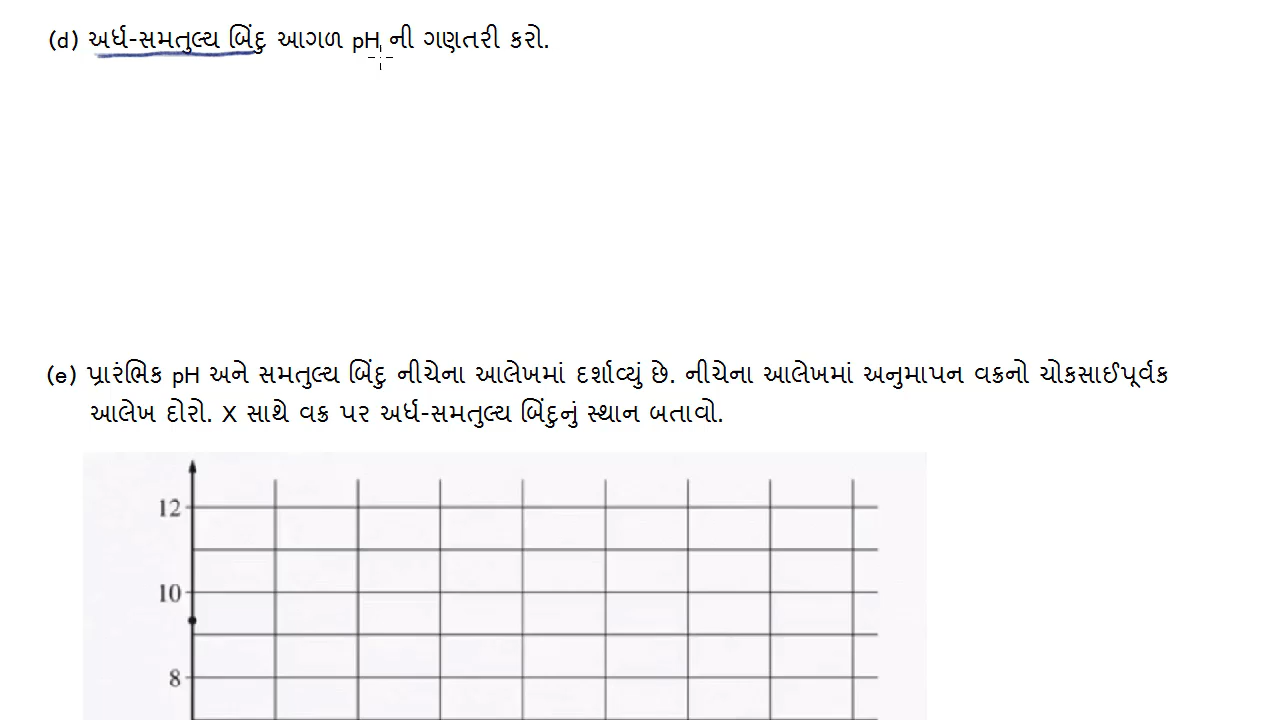 (d) અર્ધ-સમતુલ્ય બિંદુ આગળ pH ની ગણતરી કરો.
(e) પ્રારંભિક pH અને સમતુલ્ય બિંદુ નીચેના આલેખમાં દર્શાવ્યું છે. નીચેના આલેખમાં અનુમાપન વક્રનો ચોકસાઈપૂર્વક
આલેખ દોરો. X સાથે વક્ર પર અર્ધ-સમતુલ્ય બિંદુનું સ્થાન બતાવો.
12
10
8